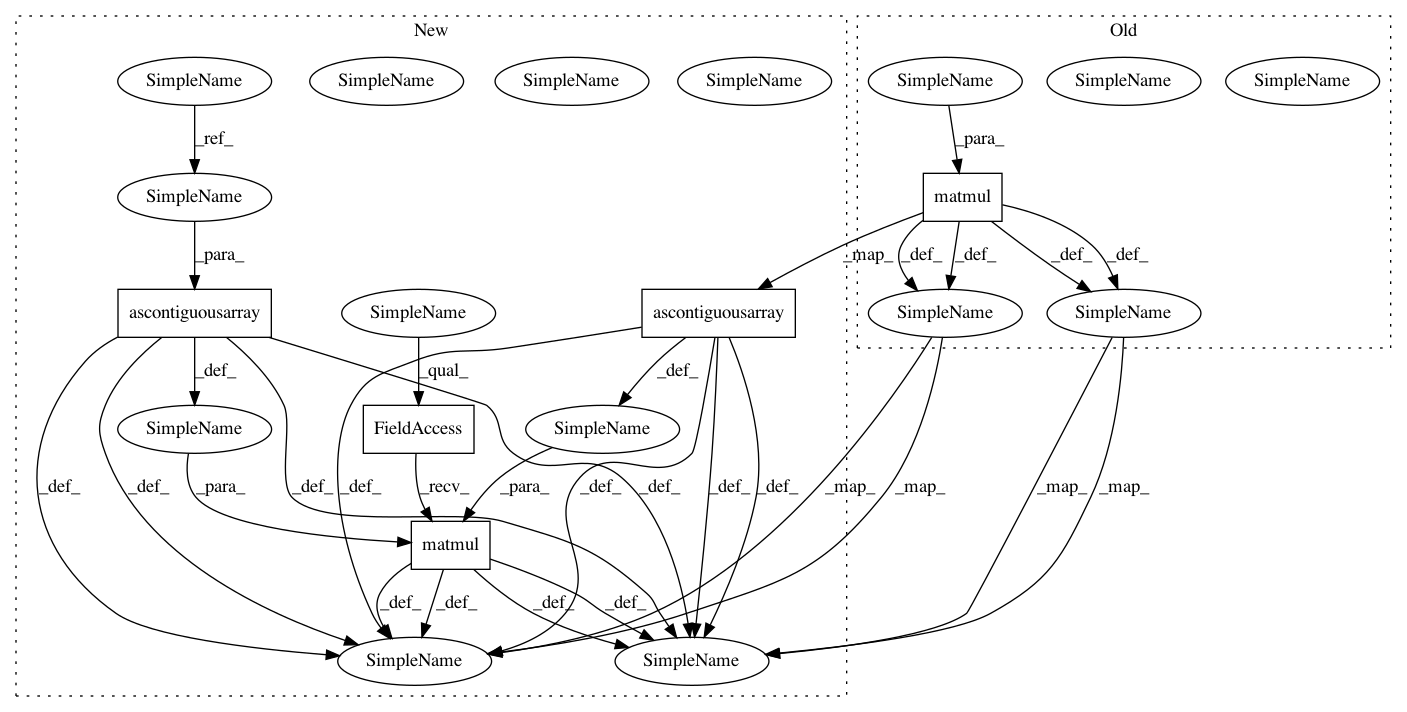 New
Old
SimpleName
SimpleName
SimpleName
SimpleName
SimpleName
SimpleName
SimpleName
_ref_
_para_
SimpleName
matmul
_para_
_map_
_def_
_def_
_def_
_def_
ascontiguousarray
SimpleName
ascontiguousarray
SimpleName
SimpleName
_def_
_qual_
_def_
SimpleName
FieldAccess
SimpleName
_def_
_def_
_para_
_def_
_def_
_recv_
_para_
_def_
_def_
_def_
_def_
_map_
_map_
_map_
_map_
matmul
_def_
_def_
_def_
_def_
SimpleName
SimpleName